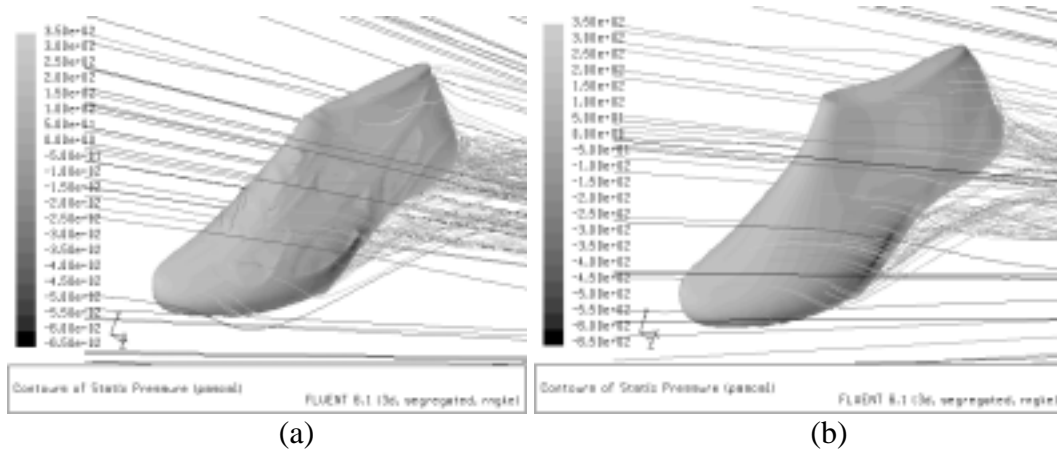 3.50e+02
3.00e+02
2.50e+02
2.00e+02
1.50e+02
1.00e+02
5.00e+01
0.00e+00
-5.00e+01
-1.00e+02
-1.50e+02
-2.00e+02
-2.50e+02
-3.00e+02
-3.50e+02
-4.00e+02
-4.50e+02
-5.00e+02
-5.50e+02
-6.00e+02
-6.50e+02
Contours of Static Pressure (pascal)
FLUENT 6.1 (3d, segregated, rngke)
(a)
3.50e+02
3.00e+02
2.50e+02
2.00e+02
1.50e+02
1.00e+02
5.00e+01
0.00e+00
-5.00e+01
-1.00e+02
-1.50e+02
-2.00e+02
-2.50e+02
-3.00e+02
-3.50e+02
-4.50e+02
-5.00e+02
-5.50e+02
-6.00e+02
-6.50e+02
Contours of Static Pressure (pascal)
FLUENT 6.1 (3d, segregated, rngke)
(b)